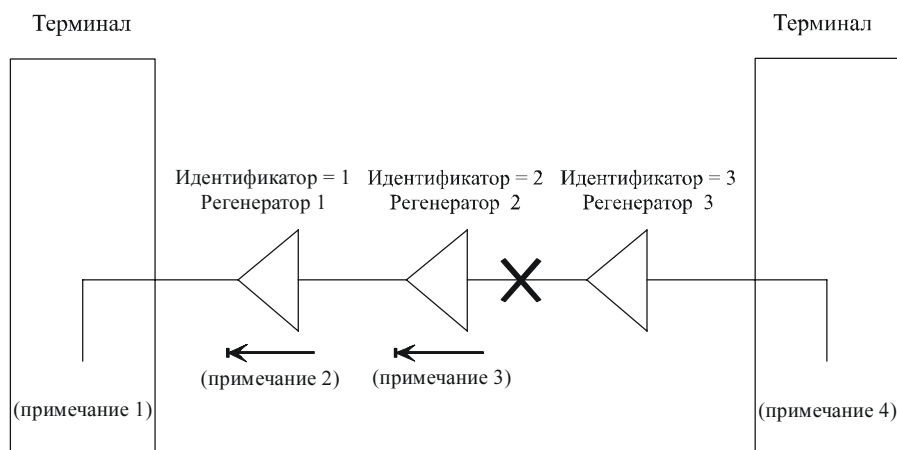 Терминал
Терминал
Идентификатор = 1
Регенератор 1
Идентификатор = 2
Регенератор 2
Идентификатор = 3
Регенератор 3
(примечание 2)
(примечание 3)
(примечание 1)
(примечание 4)